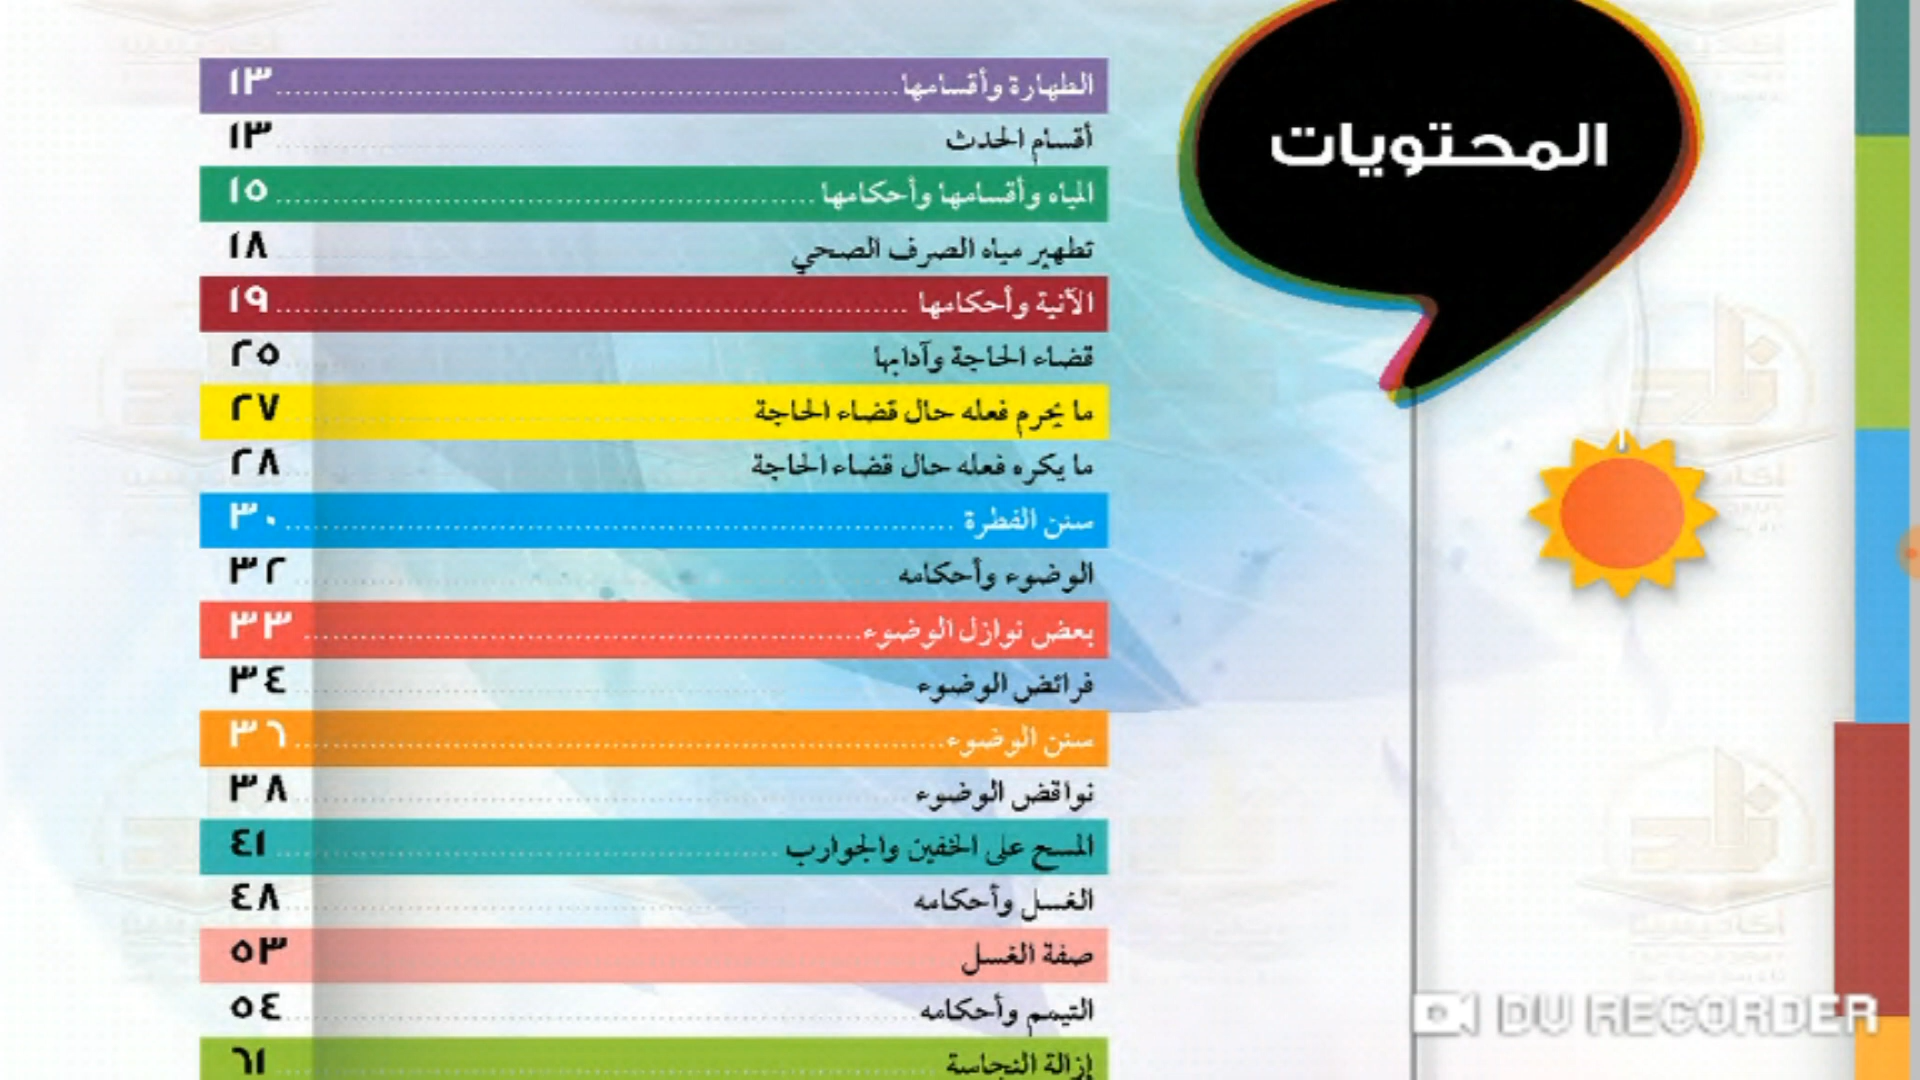 المحتويات
الطهارة وأقسامها ١٣
أقسام الحدث ١٣
المياه وأقسامها وأحكامها ١٥
تطهير مياه الصرف الصحي ١٨
الآنية وأحكامها ١٩
قضاء الحاجة وآدابها ٢٥
ما يحرم فعله حال قضاء الحاجة ٢٧
ما يكره فعله حال قضاء الحاجة ٢٨
سنن الفطرة ٣٠
الوضوء وأحكامه ٣٢
بعض نوازل الوضوء ٣٣
فرائض الوضوء ٣٤
سنن الوضوء ٣٦
نواقض الوضوء ٣٨
المسح على الخفين والجوارب ٤١
الغسل وأحكامه ٤٨
صفة الغسل ٥٣
التيمم وأحكامه ٥٤
إزالة النجاسة ٦١
DU RECORDER